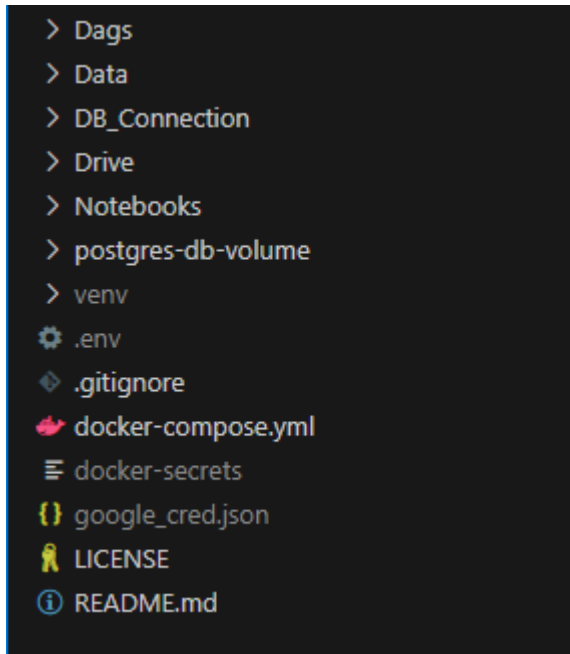 Dags
Data
DB_Connection
Drive
Notebooks
postgres-db-volume
venv
.env
.gitignore
docker-compose.yml
docker-secrets
google_cred.json
LICENSE
README.md